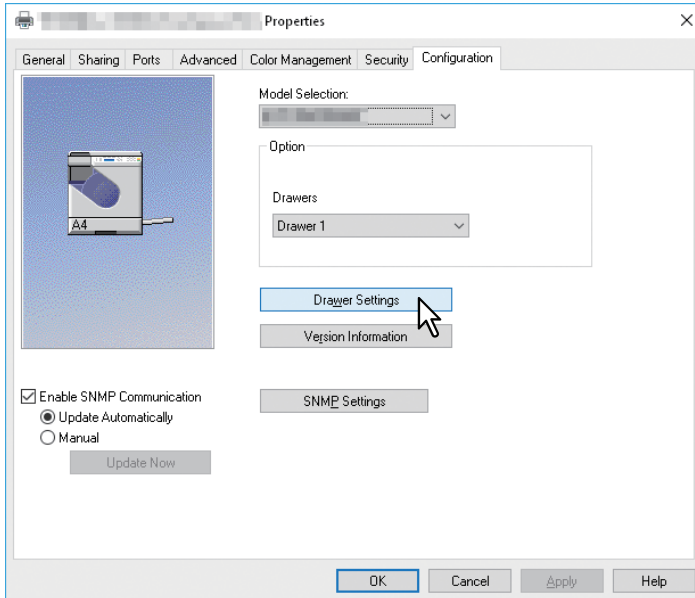 Properties
General Sharing Ports Advanced Color Management Security Configuration
Model Selection:
Option
Drawers
Drawer 1
A4
Drawer Settings
Version Information
Enable SNMP Communication
Update Automatically
Manual
Update Now
SNMP Settings
OK Cancel Apply Help